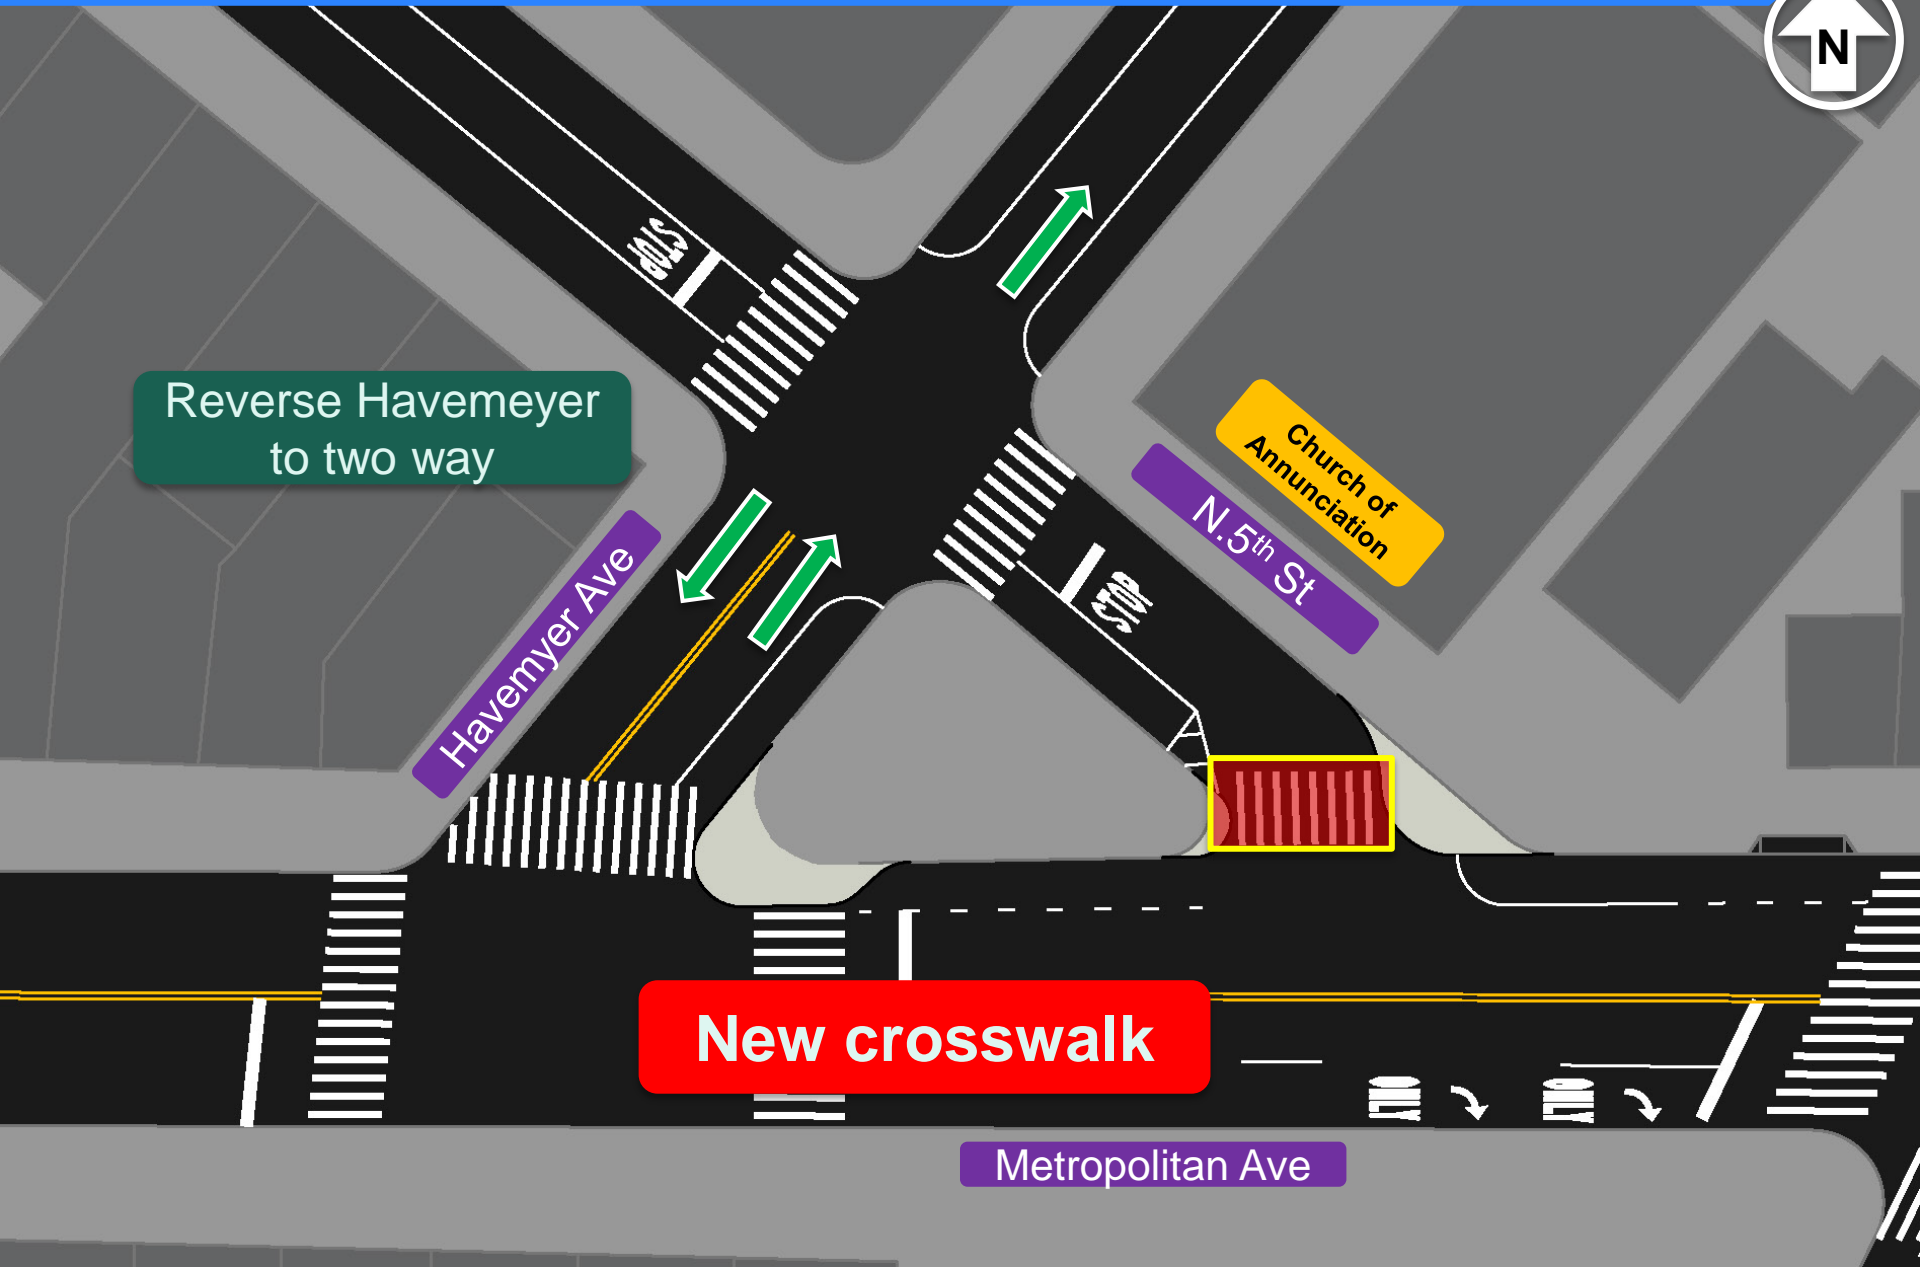 N
STOP
Reverse Havemeyer
to two way
Church of
Annunciation
N.5th St
STOP
Havemyer Ave
New crosswalk
Metropolitan Ave